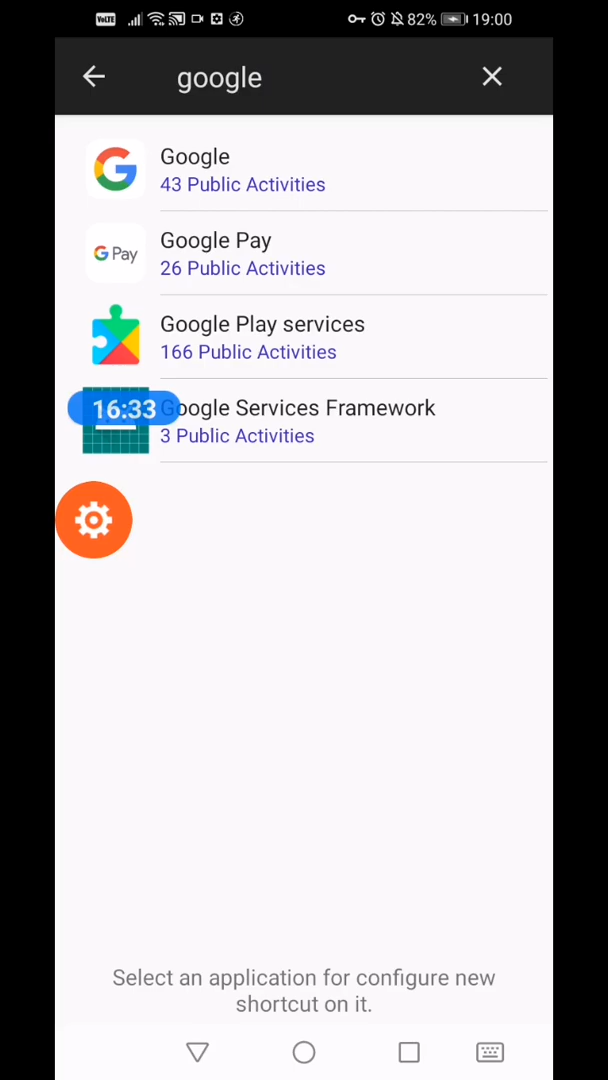 VoLTE 82% 19:00
google
Google
43 Public Activities
G Pay
Google Pay
26 Public Activities
Google Play services
166 Public Activities
16:33
Google Services Framework
3 Public Activities
Select an application for configure new
shortcut on it.